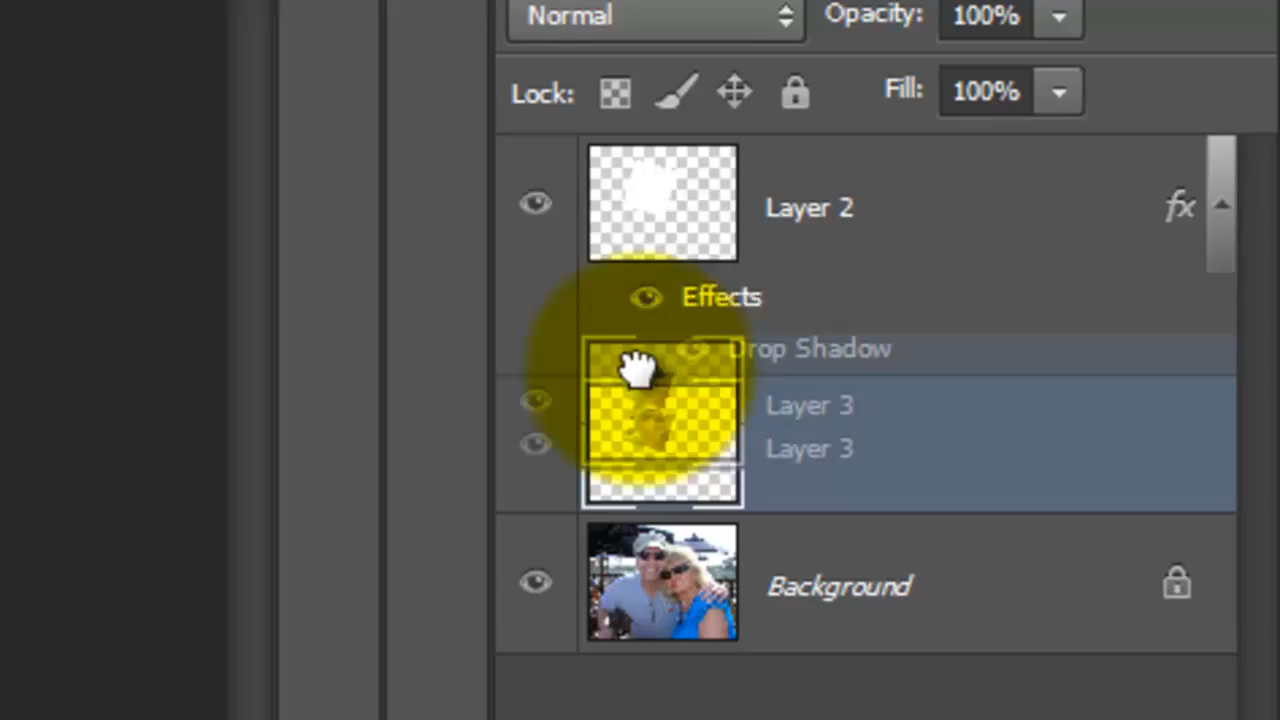 Normal Opacity: 100%
Lock: Fill: 100%
Layer 2 fx
Effects
Drop Shadow
Layer 3
Layer 3
Background